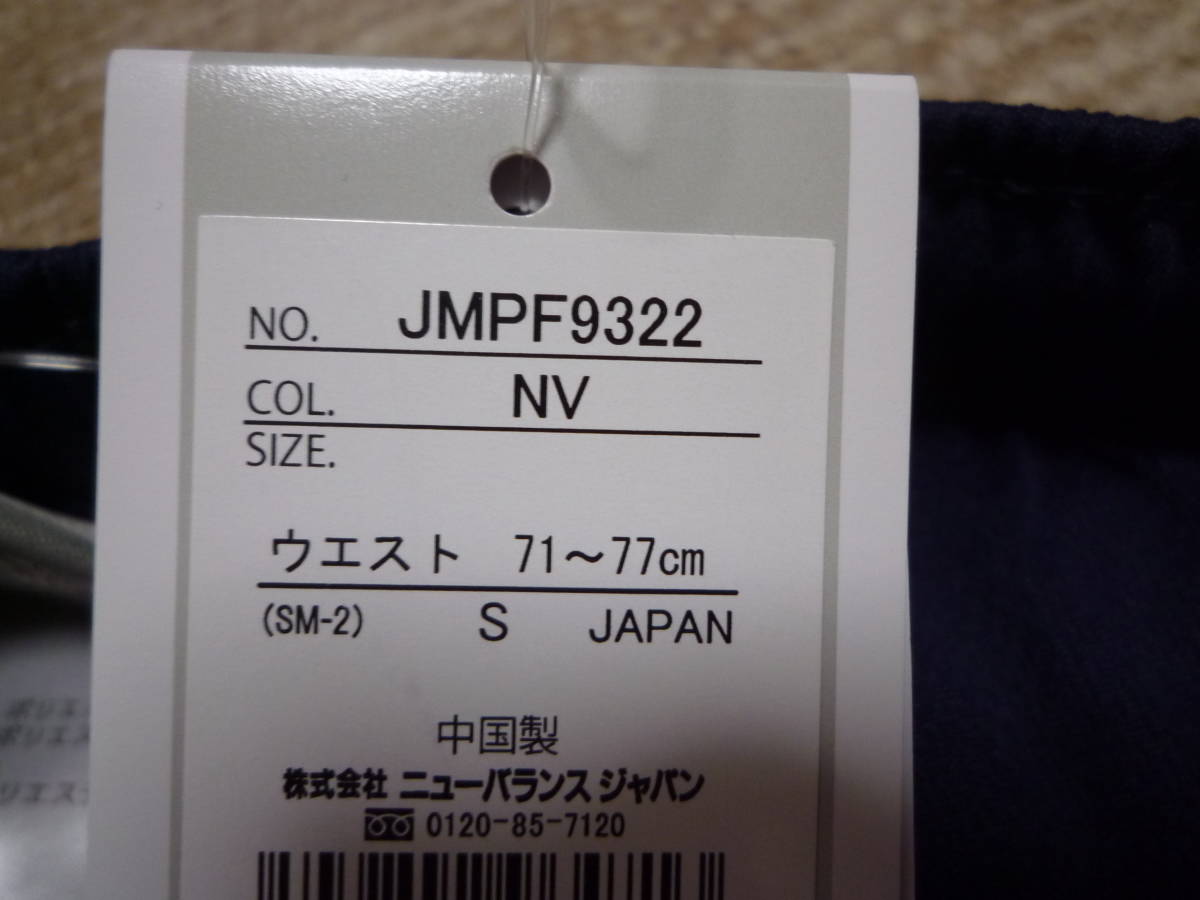 NO. JMPF9322
COL. NV
SIZE.
ウエスト 71～77cm
(SM-2) S JAPAN
中国製
株式会社 ニューバランス ジャパン
0120-85-7120